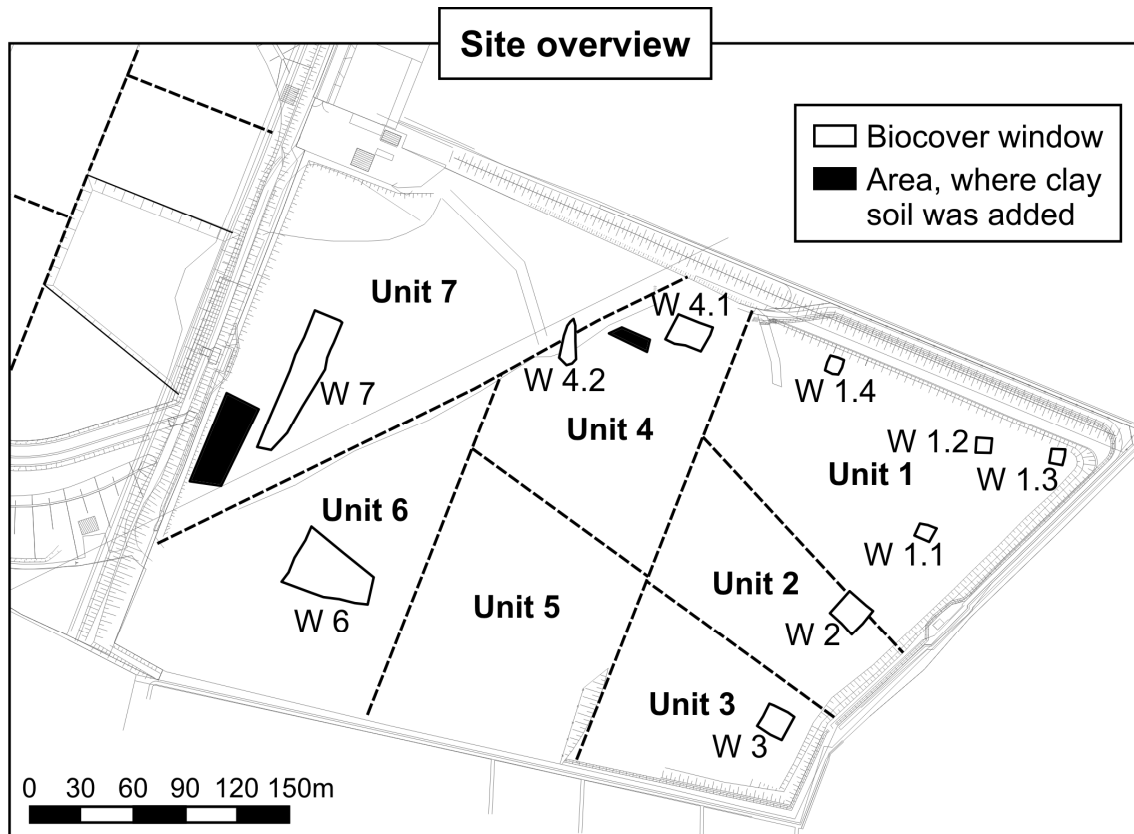 Site overview
Biocover window
Area, where clay
soil was added
Unit 7
W 4.1
W 4.2
W 1.4
W 7
Unit 4
W 1.2
W 1.3
Unit 1
Unit 6
W 1.1
Unit 2
Unit 5
W 6
W 2
Unit 3
W 3
0 30 60 90 120 150m